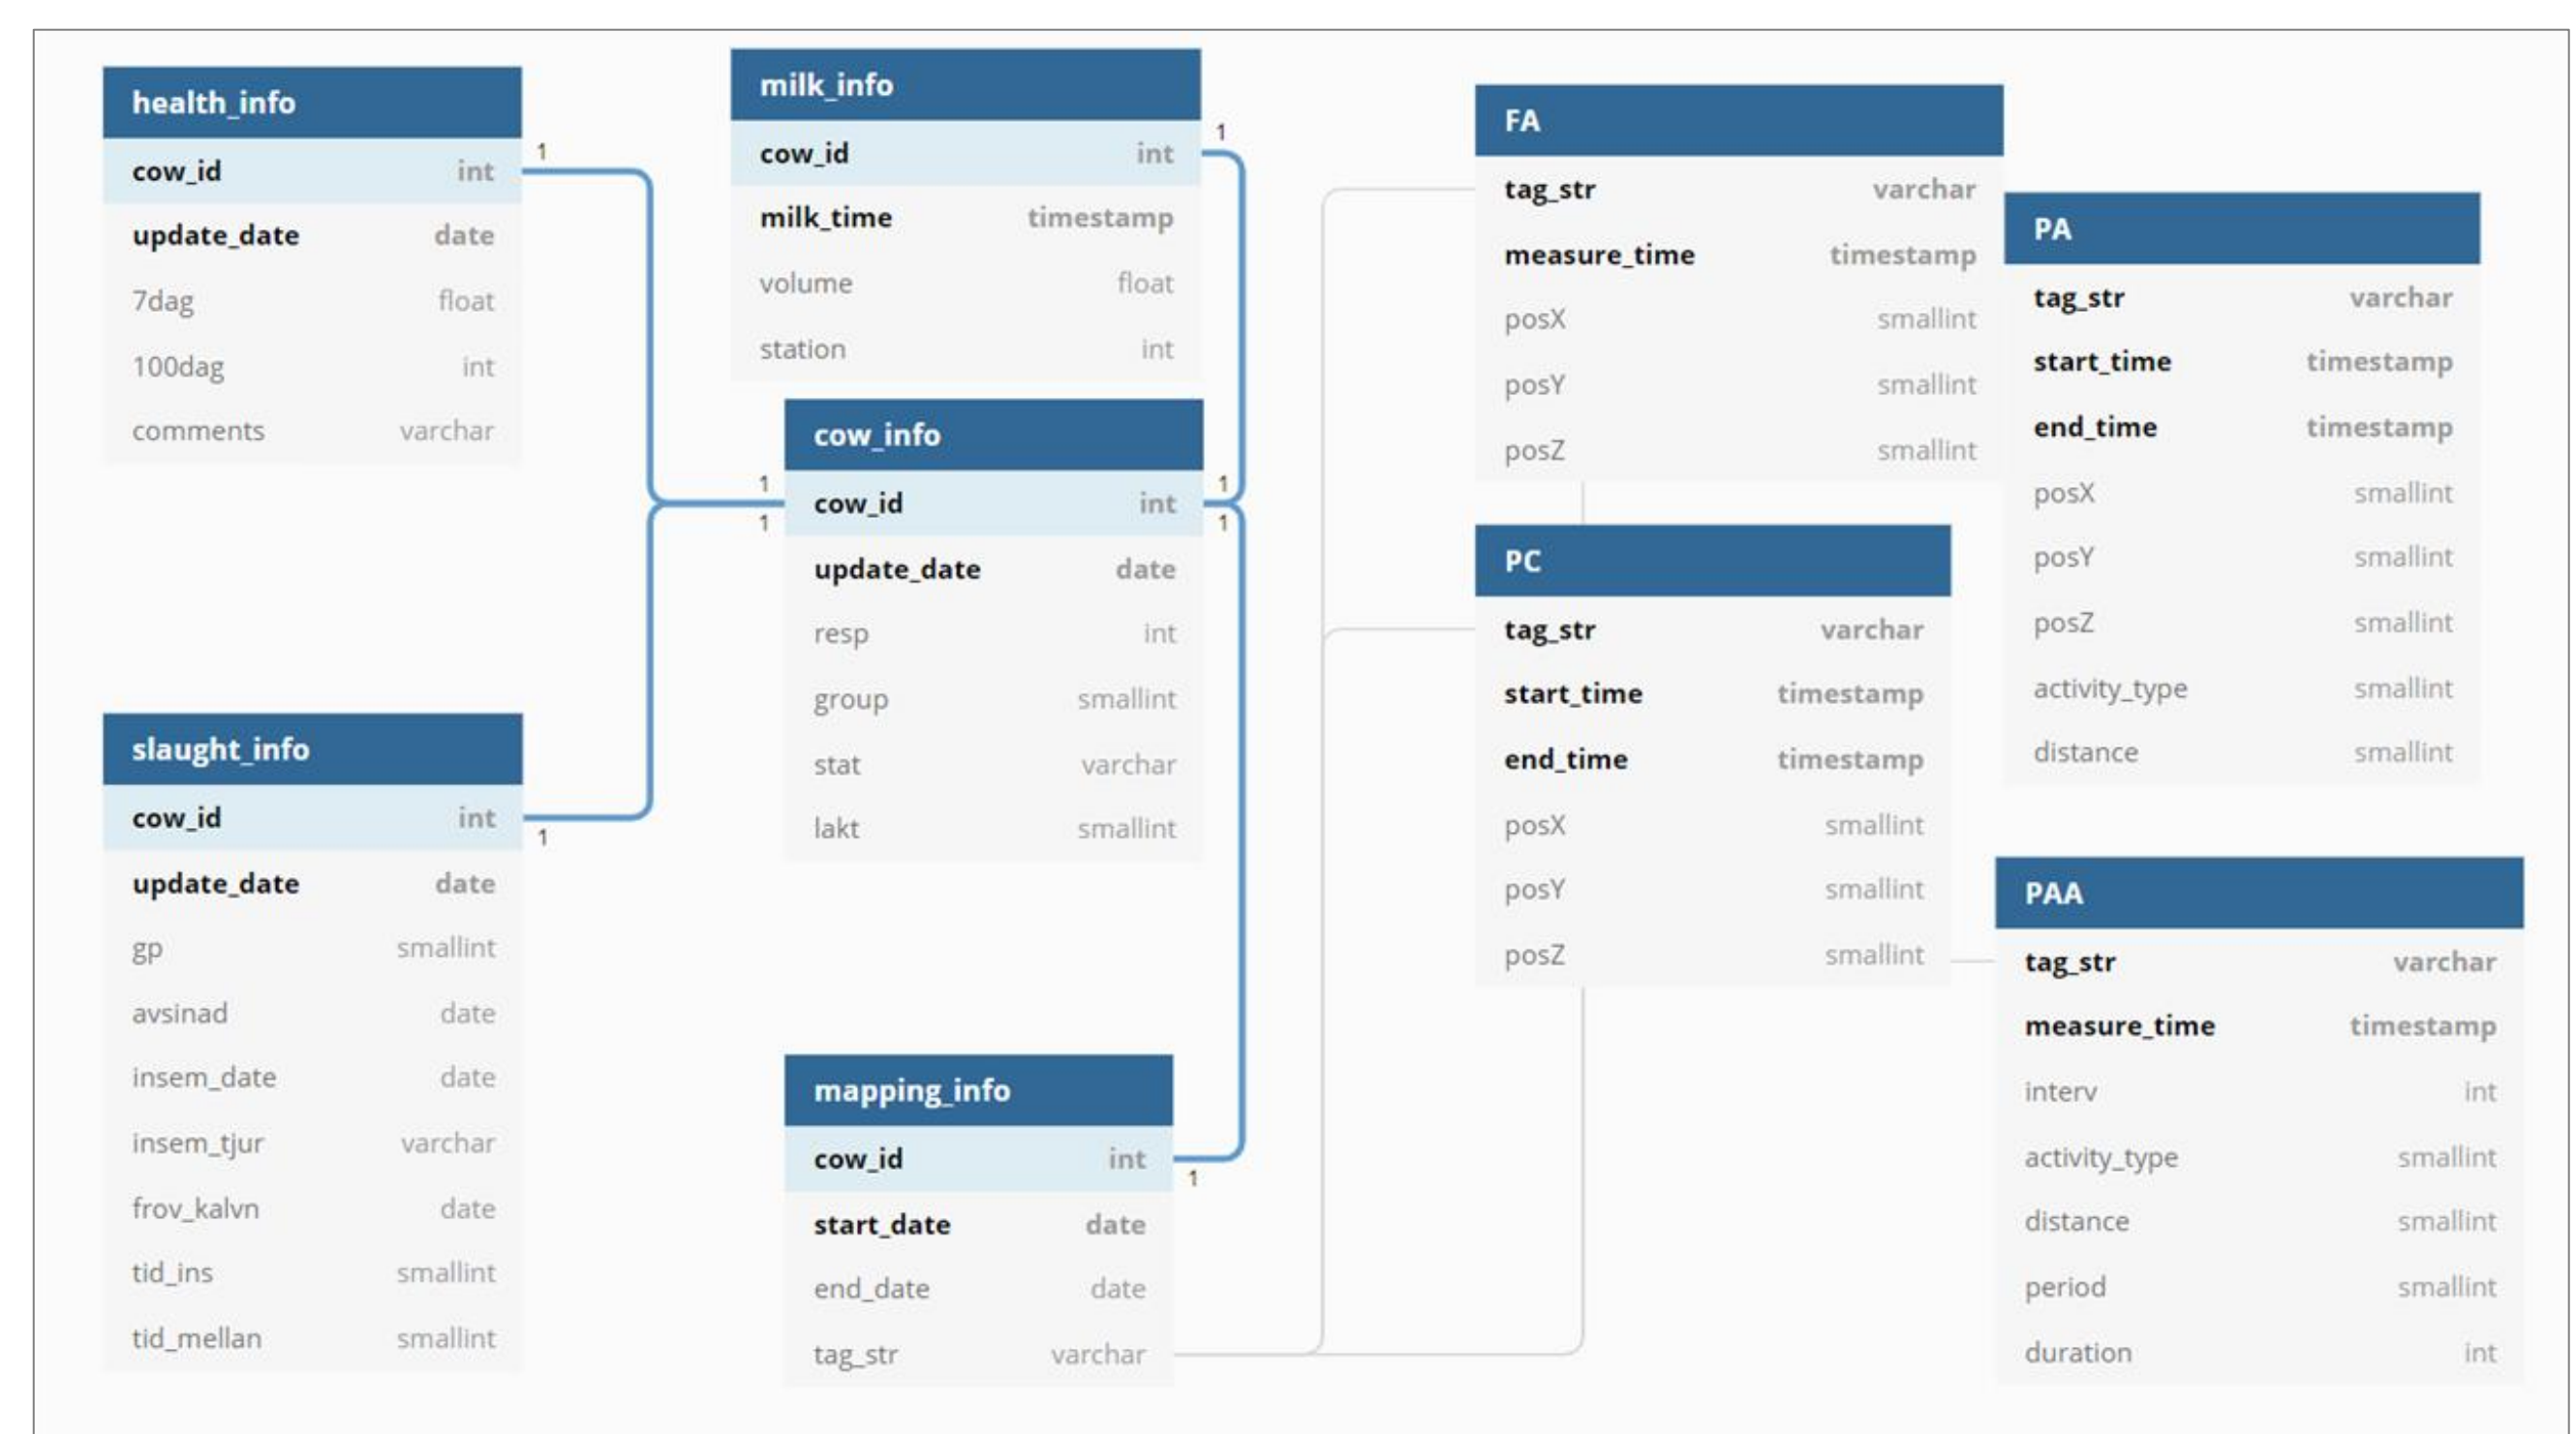 health_info
cow_id int
update_date date
7dag float
100dag int
comments varchar
1
milk_info
cow_id int
milk_time timestamp
volume float
station int
1
cow_info
cow_id int
update_date date
resp int
group smallint
stat varchar
lakt smallint
1
1
1
1
slaught_info
cow_id int
update_date date
gp smallint
avsinad date
insem_date date
insem_tjur varchar
frov_kalvn date
tid_ins smallint
tid_mellan smallint
1
mapping_info
cow_id int
start_date date
end_date date
tag_str varchar
1
FA
tag_str varchar
measure_time timestamp
posX smallint
posY smallint
posZ smallint
PA
tag_str varchar
start_time timestamp
end_time timestamp
posX smallint
posY smallint
posZ smallint
activity_type smallint
distance smallint
PC
tag_str varchar
start_time timestamp
end_time timestamp
posX smallint
posY smallint
posZ smallint
PAA
tag_str varchar
measure_time timestamp
interv int
activity_type smallint
distance smallint
period smallint
duration int